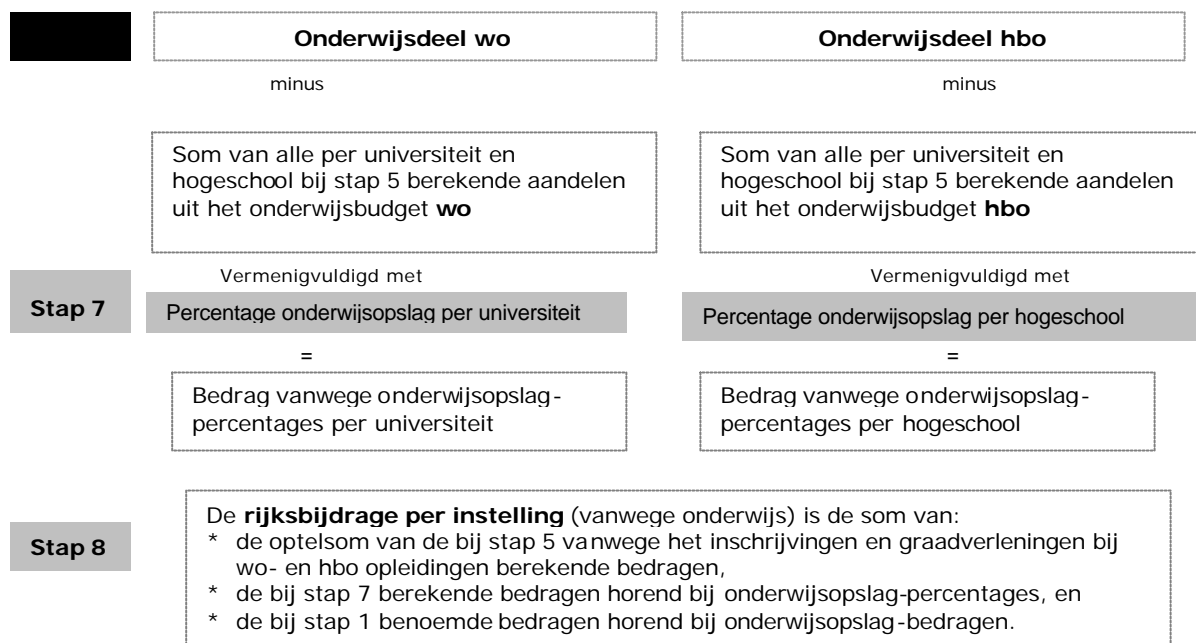 Onderwijsdeel wo
Onderwijsdeel hbo
minus
minus
Som van alle per universiteit en
hogeschool bij stap 5 berekende aandelen
uit het onderwijsbudget wo
Som van alle per universiteit en
hogeschool bij stap 5 berekende aandelen
uit het onderwijsbudget hbo
Vermenigvuldigd met
Vermenigvuldigd met
Stap 7
Percentage onderwijsopslag per universiteit
Percentage onderwijsopslag per hogeschool
=
=
Bedrag vanwege onderwijsopslag-
percentages per universiteit
Bedrag vanwege onderwijsopslag-
percentages per hogeschool
Stap 8
De rijksbijdrage per instelling (vanwege onderwijs) is de som van:
* de optelsom van de bij stap 5 vanwege het inschrijvingen en graadverleningen bij
wo- en hbo opleidingen berekende bedragen,
* de bij stap 7 berekende bedragen horend bij onderwijsopslag-percentages, en
* de bij stap 1 benoemde bedragen horend bij onderwijsopslag-bedragen.